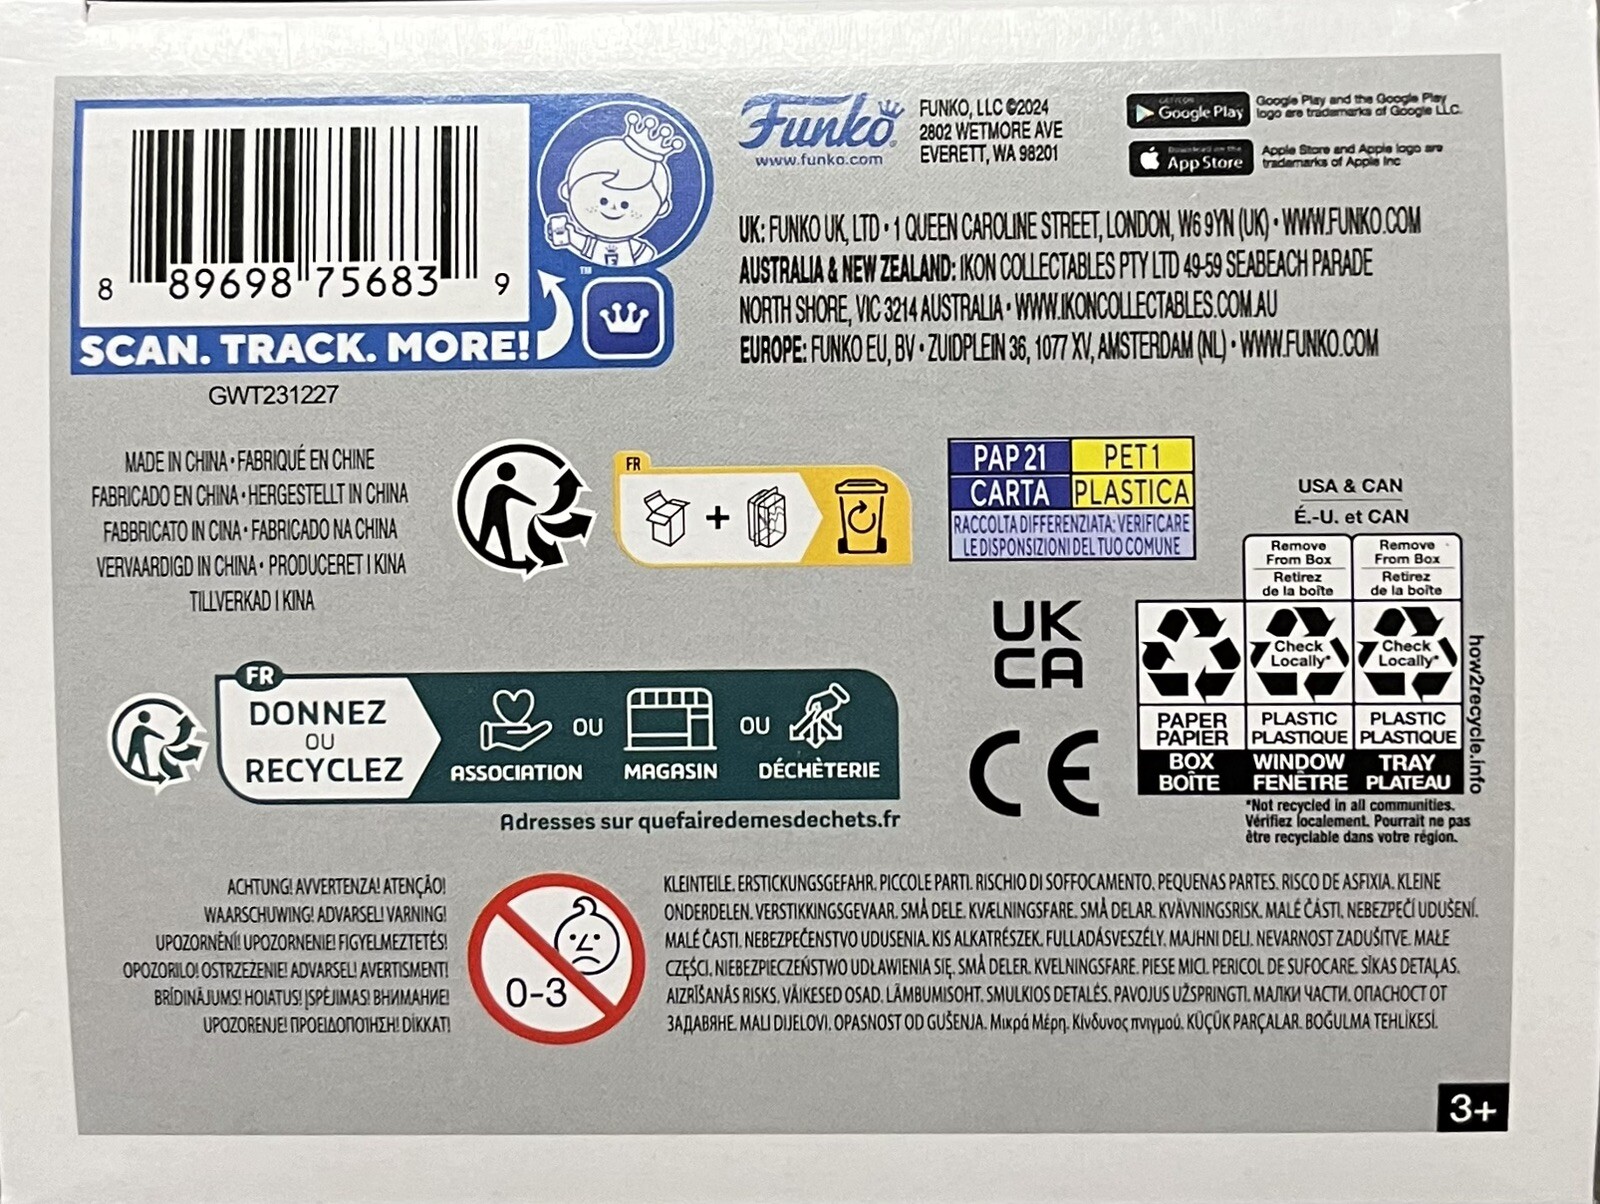 8 89698 75683 9
SCAN. TRACK. MORE!
™
GWT231227
Funko®
www.funko.com
FUNKO, LLC ©2024
2802 WETMORE AVE
EVERETT, WA 98201
GET IT ON
Google Play
Google Play and the Google Play
logo are trademarks of Google LLC.
Download on the
App Store
Apple Store and Apple logo are
trademarks of Apple Inc
UK: FUNKO UK, LTD • 1 QUEEN CAROLINE STREET, LONDON, W6 9YN (UK) • WWW.FUNKO.COM
AUSTRALIA & NEW ZEALAND: IKON COLLECTABLES PTY LTD 49-59 SEABEACH PARADE
NORTH SHORE, VIC 3214 AUSTRALIA • WWW.IKONCOLLECTABLES.COM.AU
EUROPE: FUNKO EU, BV • ZUIDPLEIN 36, 1077 XV, AMSTERDAM (NL) • WWW.FUNKO.COM
MADE IN CHINA • FABRIQUÉ EN CHINE
FABRICADO EN CHINA • HERGESTELLT IN CHINA
FABBRICATO IN CINA • FABRICADO NA CHINA
VERVAARDIGD IN CHINA • PRODUCERET I KINA
TILLVERKAD I KINA
FR
+
PAP 21 PET 1
CARTA PLASTICA
RACCOLTA DIFFERENZIATA: VERIFICARE
LE DISPONSIZIONI DEL TUO COMUNE
USA & CAN
É.-U. et CAN
Remove
From Box
Retirez
de la boîte
Remove
From Box
Retirez
de la boîte
Check
Locally*
Check
Locally*
PAPER
PAPIER
PLASTIC
PLASTIQUE
PLASTIC
PLASTIQUE
BOX
BOÎTE
WINDOW
FENÊTRE
TRAY
PLATEAU
how2recycle.info
*Not recycled in all communities.
Vérifiez localement. Pourrait ne pas
être recyclable dans votre région.
UK
CA
CE
FR
DONNEZ
OU
RECYCLEZ
ASSOCIATION
OU
MAGASIN
OU
DÉCHÈTERIE
Adresses sur quefairedemesdechets.fr
ACHTUNG! AVVERTENZA! ATENÇÃO!
WAARSCHUWING! ADVARSEL! VARNING!
UPOZORNĚNÍ! UPOZORNENIE! FIGYELMEZTETÉS!
OPOZORILO! OSTRZEŻENIE! ADVARSEL! AVERTISMENT!
BRĪDINĀJUMS! HOIATUS! ĮSPĖJIMAS! ВНИМАНИЕ!
UPOZORENJE! ΠΡΟΕΙΔΟΠΟΊΗΣΗ! DİKKAT!
0-3
KLEINTEILE. ERSTICKUNGSGEFAHR. PICCOLE PARTI. RISCHIO DI SOFFOCAMENTO. PEQUENAS PARTES. RISCO DE ASFIXIA. KLEINE
ONDERDELEN. VERSTIKKINGSGEVAAR. SMÅ DELE. KVÆLNINGSFARE. SMÅ DELAR. KVÄVNINGSRISK. MALÉ ČÁSTI. NEBEZPEČÍ UDUŠENÍ.
MALÉ ČASTI. NEBEZPEČENSTVO UDUSENIA. KIS ALKATRÉSZEK. FULLADÁSVESZÉLY. MAJHNI DELI. NEVARNOST ZADUŠITVE. MAŁE
CZĘŚCI. NIEBEZPIECZEŃSTWO UDŁAWIENIA SIĘ. SMÅ DELER. KVELNINGSFARE. PIESE MICI. PERICOL DE SUFOCARE. SĪKAS DETAĻAS.
AIZRĪŠANĀS RISKS. VÄIKESED OSAD. LÄMBUMISOHT. SMULKIOS DETALĖS. PAVOJUS UŽSPRINGTI. МАЛКИ ЧАСТИ. ОПАСНОСТ ОТ
ЗАДАВЯНЕ. MALI DIJELOVI. OPASNOST OD GUŠENJA. Μικρά Μέρη. Κίνδυνος πνιγμού. KÜÇÜK PARÇALAR. BOĞULMA TEHLİKESİ.
3+